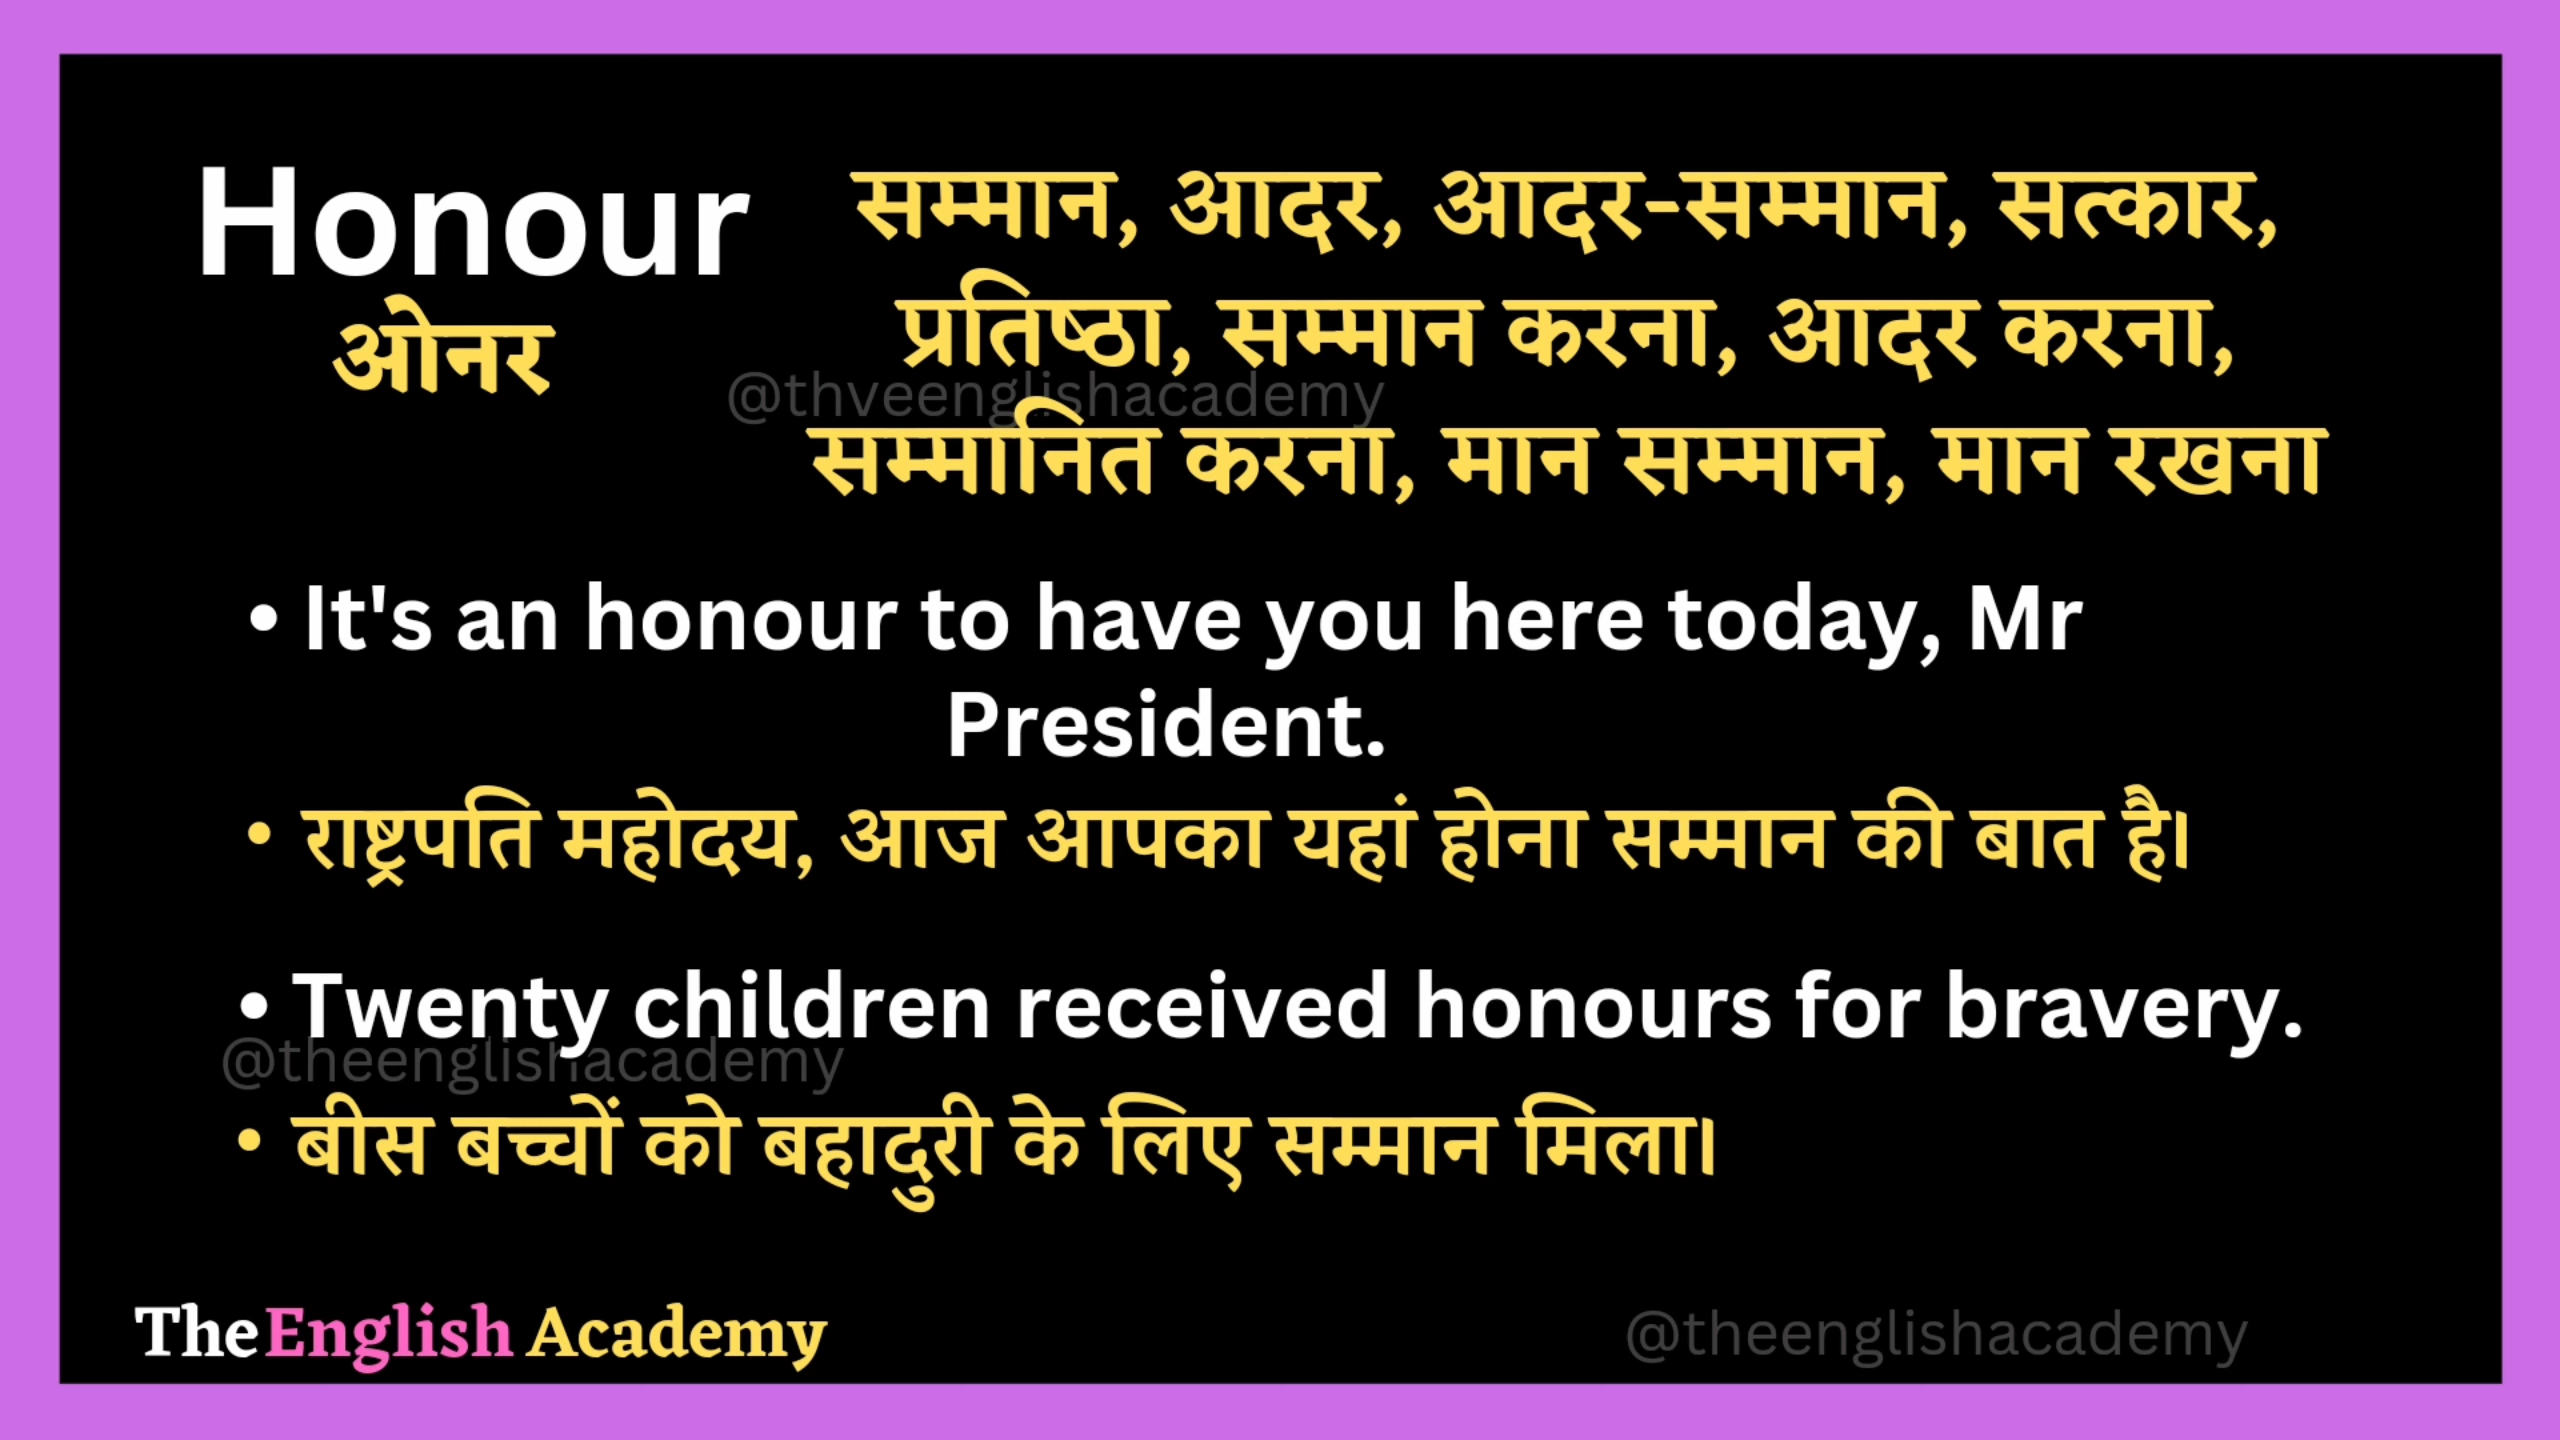 Honour
ओनर
सम्मान, आदर, आदर-सम्मान, सत्कार,
प्रतिष्ठा, सम्मान करना, आदर करना,
@thveenglishacademy
सम्मानित करना, मान सम्मान, मान रखना
• It's an honour to have you here today, Mr
President.
• राष्ट्रपति महोदय, आज आपका यहां होना सम्मान की बात है।
• Twenty children received honours for bravery.
@theenglishacademy
• बीस बच्चों को बहादुरी के लिए सम्मान मिला।
The English Academy
@theenglishacademy